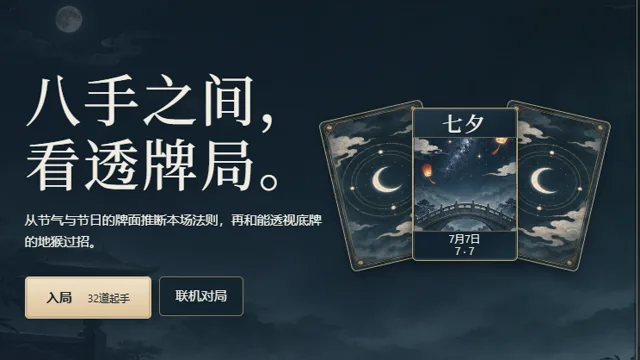 八手之间，
看透牌局。
从节气与节日的牌面推断本场法则，再和能透视底牌
的地猴过招。
入局 32道起手
联机对局
七夕
7月7日
7·7